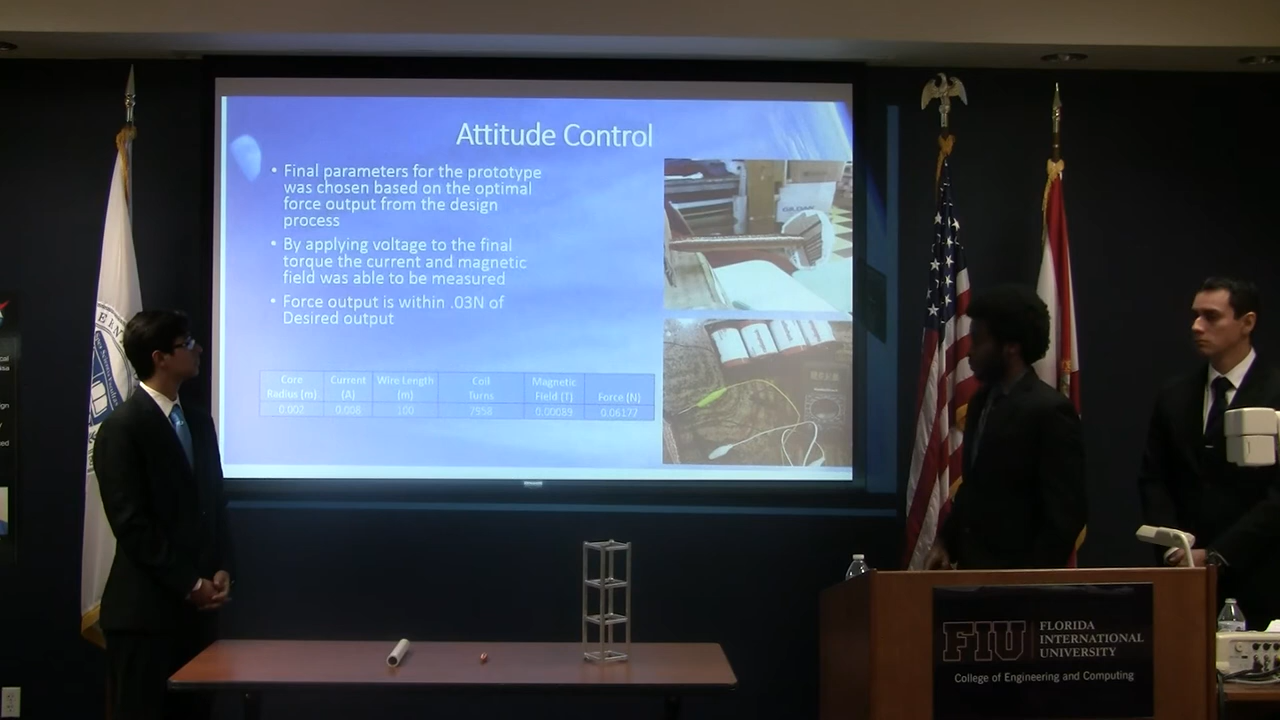 Attitude Control
• Final parameters for the prototype
was chosen based on the optimal
force output from the design
process
• By applying voltage to the final
torque the current and magnetic
field was able to be measured
• Force output is within .03N of
Desired output
Core Radius (m) Current (A) Wire Length (m) Coil Turns Magnetic Field (T) Force (N)
0.002 0.008 100 7958 0.00089 0.06177
FIU
FLORIDA
INTERNATIONAL
UNIVERSITY
College of Engineering and Computing